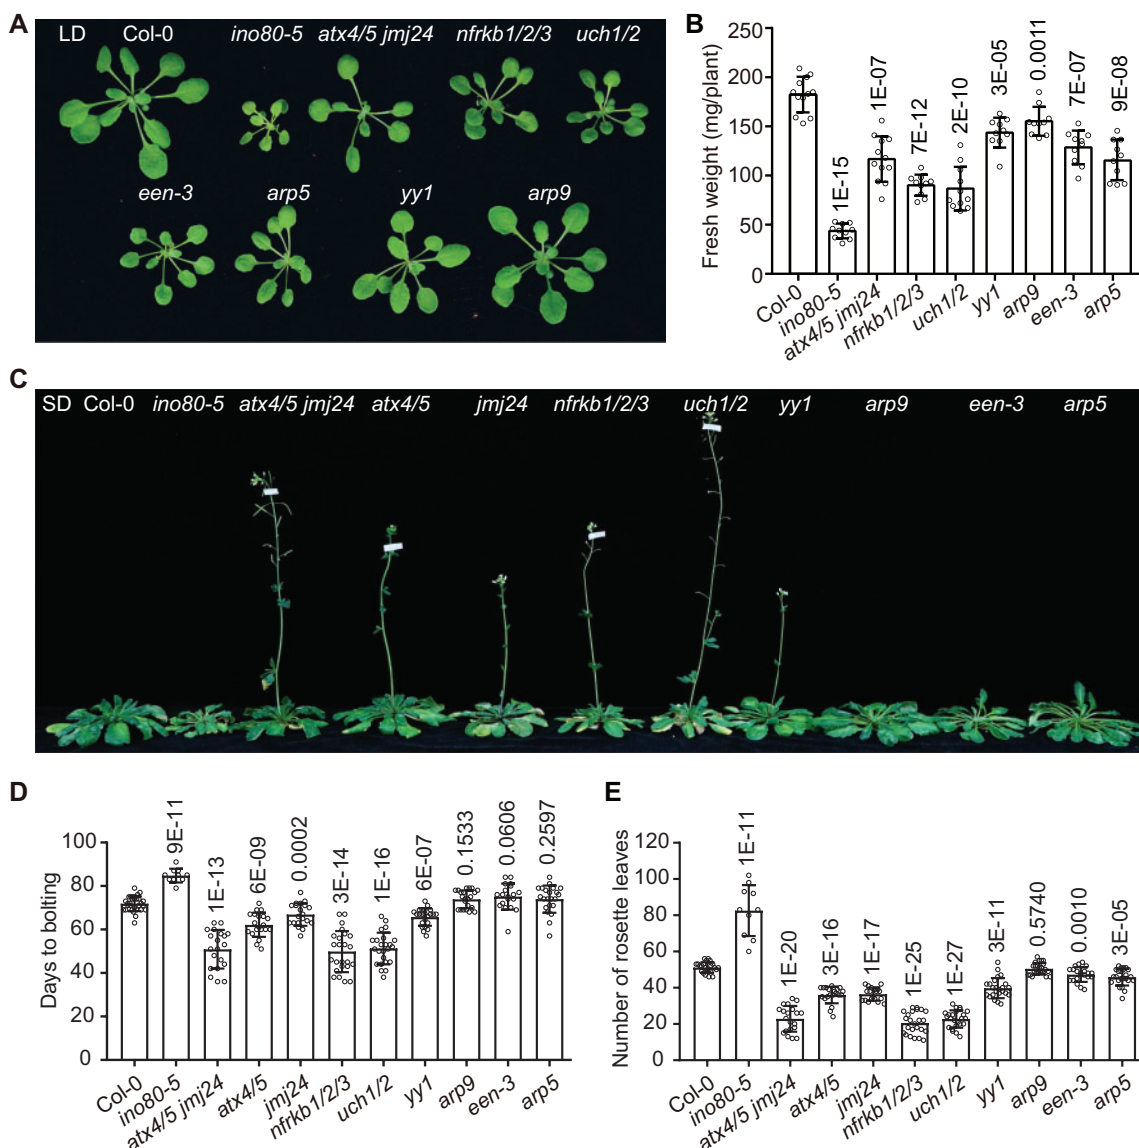 A
LD Col-0 ino80-5 atx4/5 jmj24 nfrkb1/2/3 uch1/2
een-3 arp5 yy1 arp9
B
Fresh weight (mg/plant)
250
200
150
100
50
0
1E-15
1E-07
7E-12
2E-10
3E-05
0.0011
7E-07
9E-08
Col-0
ino80-5
atx4/5 jmj24
nfrkb1/2/3
uch1/2
yy1
arp9
een-3
arp5
C
SD Col-0 ino80-5 atx4/5 jmj24 atx4/5 jmj24 nfrkb1/2/3 uch1/2 yy1 arp9 een-3 arp5
D
Days to bolting
100
80
60
40
20
0
9E-11
1E-13
6E-09
0.0002
3E-14
1E-16
6E-07
0.1533
0.0606
0.2597
Col-0
ino80-5
atx4/5 jmj24
atx4/5
jmj24
nfrkb1/2/3
uch1/2
yy1
arp9
een-3
arp5
E
Number of rosette leaves
120
100
80
60
40
20
0
1E-11
1E-20
3E-16
1E-17
1E-25
1E-27
3E-11
0.5740
0.0010
3E-05
Col-0
ino80-5
atx4/5 jmj24
atx4/5
jmj24
nfrkb1/2/3
uch1/2
yy1
arp9
een-3
arp5